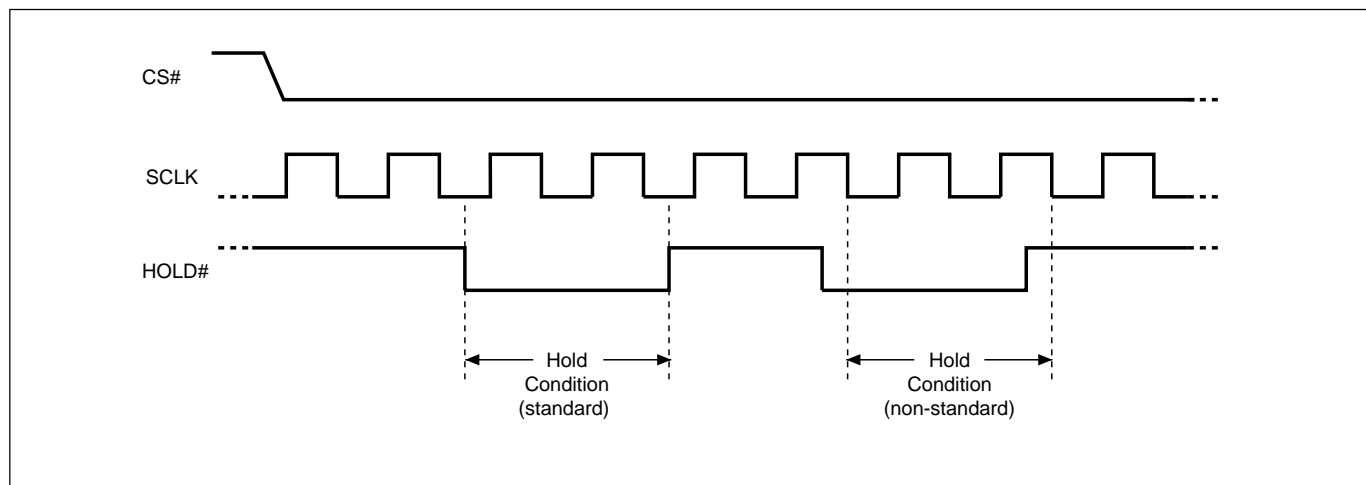 CS#
SCLK
HOLD#
Hold
Condition
(standard)
Hold
Condition
(non-standard)